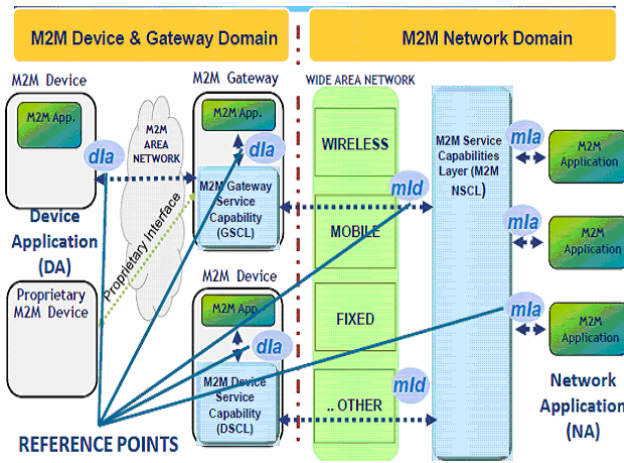 M2M Device & Gateway Domain
M2M Network Domain
M2M Device
M2M App.
dIa
Device
Application
(DA)
Proprietary
M2M Device
M2M
AREA
NETWORK
Proprietary Interface
M2M Gateway
M2M App.
dIa
M2M Gateway
Service
Capability
(GSCL)
M2M Device
M2M App
dIa
M2M Device
Service
Capability
(DSCL)
REFERENCE POINTS
WIDE AREA NETWORK
WIRELESS
MOBILE
FIXED
.. OTHER
mId
mId
M2M Service
Capabilities
Layer (M2M
NSCL)
mIa
M2M
Application
mIa
M2M
Application
mIa
M2M
Application
Network
Application
(NA)